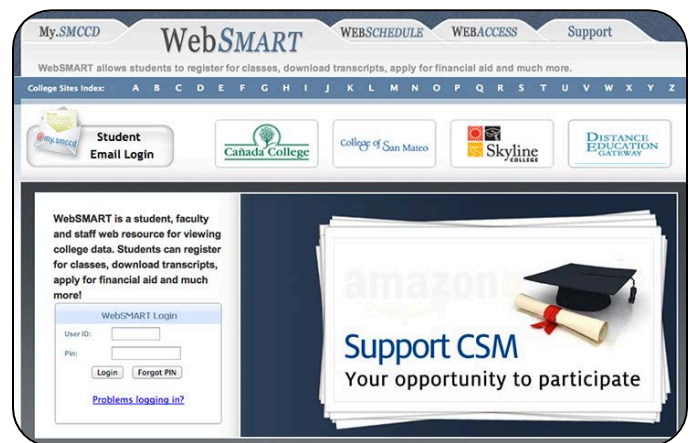 My.SMCCD
WebSMART
WEBSCHEDULE
WEBACCESS
Support
WebSMART allows students to register for classes, download transcripts, apply for financial aid and much more.
College Sites Index: A B C D E F G H I J K L M N O P Q R S T U V W X Y Z
@my.smccd
Student
Email Login
Cañada College
College of San Mateo
Skyline
COLLEGE
DISTANCE
EDUCATION
GATEWAY
WebSMART is a student, faculty
and staff web resource for viewing
college data. Students can register
for classes, download transcripts,
apply for financial aid and much
more!
WebSMART Login
User ID:
Pin:
Login Forgot PIN
Problems logging in?
amazon
Support CSM
Your opportunity to participate